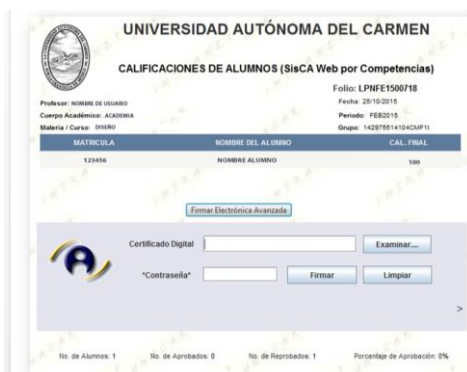 UNIVERSIDAD AUTÓNOMA DEL CARMEN
CALIFICACIONES DE ALUMNOS (SisCA Web por Competencias)
Folio: LPNFE1500718
Profesor: NOMBRE DE USUARIO
Fecha: 28/10/2015
Cuerpo Académico: ACADEMIA
Periodo: FEB2015
Materia / Curso: DISEÑO
Grupo: 142976514104CMF1I
MATRICULA NOMBRE DEL ALUMNO CAL. FINAL
123456 NOMBRE ALUMNO 100
Firmar Electrónica Avanzada
Certificado Digital Examinar....
*Contraseña* Firmar Limpiar
>
No. de Alumnos: 1 No. de Aprobados: 0 No. de Reprobados: 1 Porcentaje de Aprobación: 0%